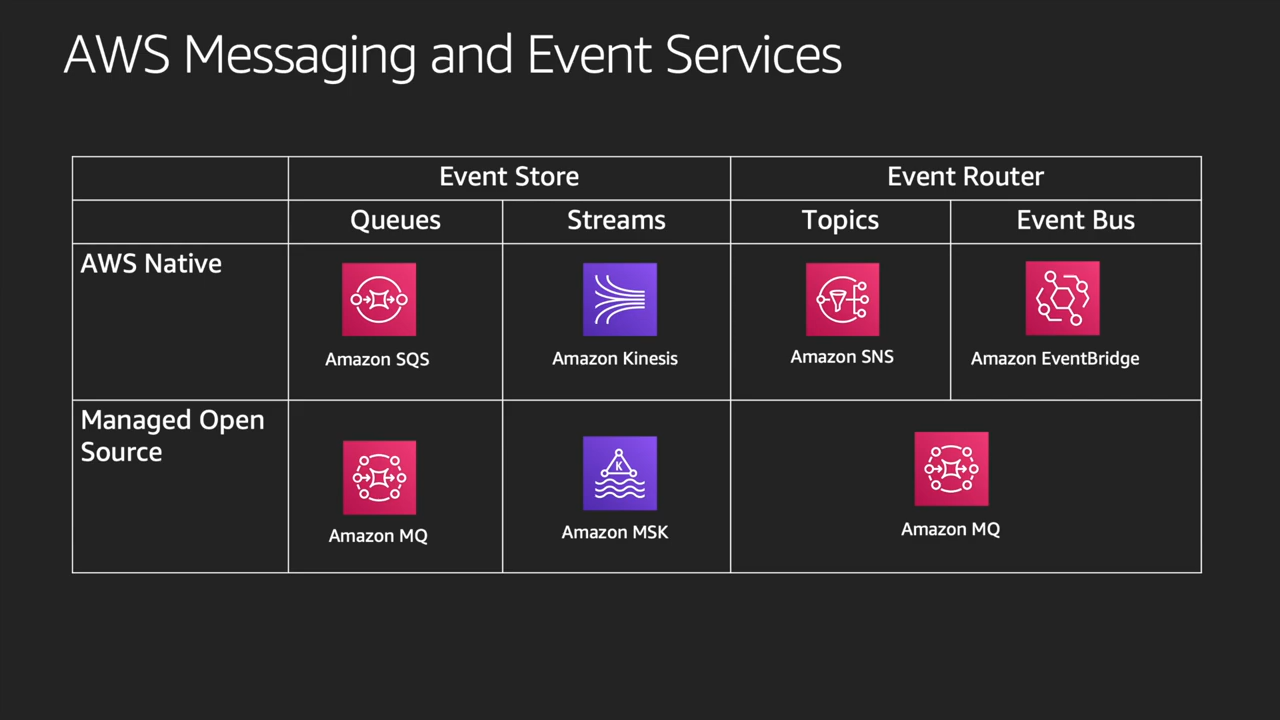 AWS Messaging and Event Services
Event Store
Event Router
Queues
Streams
Topics
Event Bus
AWS Native
Amazon SQS
Amazon Kinesis
Amazon SNS
Amazon EventBridge
Managed Open
Source
Amazon MQ
K
Amazon MSK
Amazon MQ